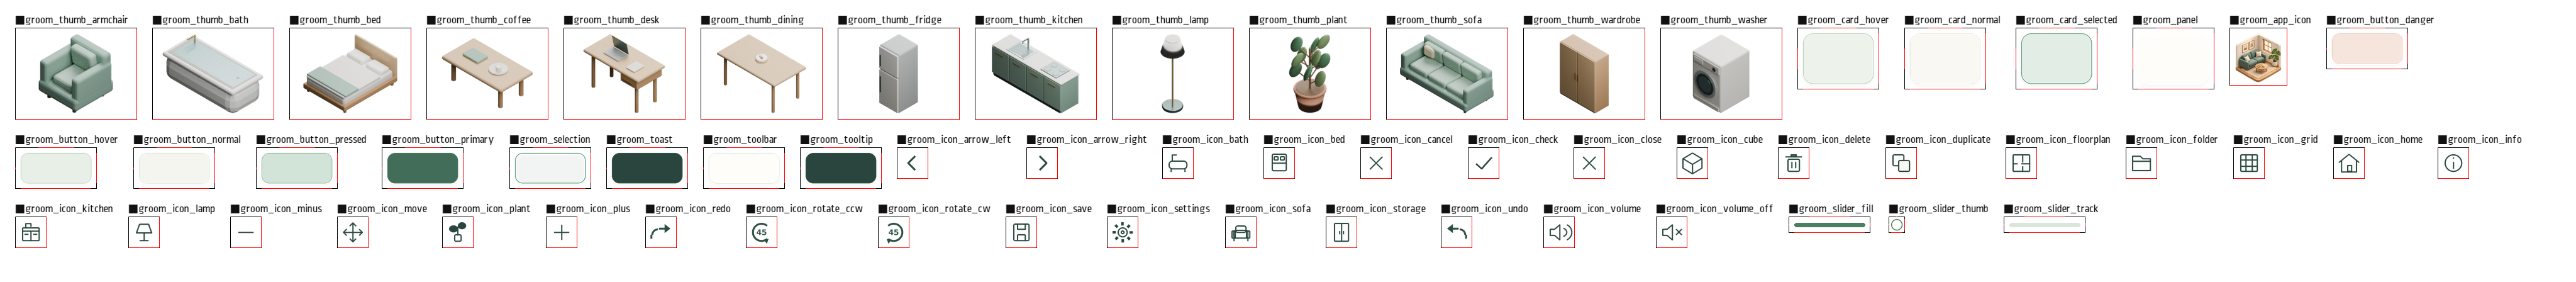 groom_thumb_armchair groom_thumb_bath groom_thumb_bed groom_thumb_coffee groom_thumb_desk groom_thumb_dining groom_thumb_fridge groom_thumb_kitchen groom_thumb_lamp groom_thumb_plant groom_thumb_sofa groom_thumb_wardrobe groom_thumb_washer groom_card_hover groom_card_normal groom_card_selected groom_panel groom_app_icon groom_button_danger
groom_button_hover groom_button_normal groom_button_pressed groom_button_primary groom_selection groom_toast groom_toolbar groom_tooltip groom_icon_arrow_left groom_icon_arrow_right groom_icon_bath groom_icon_bed groom_icon_cancel groom_icon_check groom_icon_close groom_icon_cube groom_icon_delete groom_icon_duplicate groom_icon_floorplan groom_icon_folder groom_icon_grid groom_icon_home groom_icon_info
groom_icon_kitchen groom_icon_lamp groom_icon_minus groom_icon_move groom_icon_plant groom_icon_plus groom_icon_redo groom_icon_rotate_ccw groom_icon_rotate_cw groom_icon_save groom_icon_settings groom_icon_sofa groom_icon_storage groom_icon_undo groom_icon_volume groom_icon_volume_off groom_slider_fill groom_slider_thumb groom_slider_track
45 45